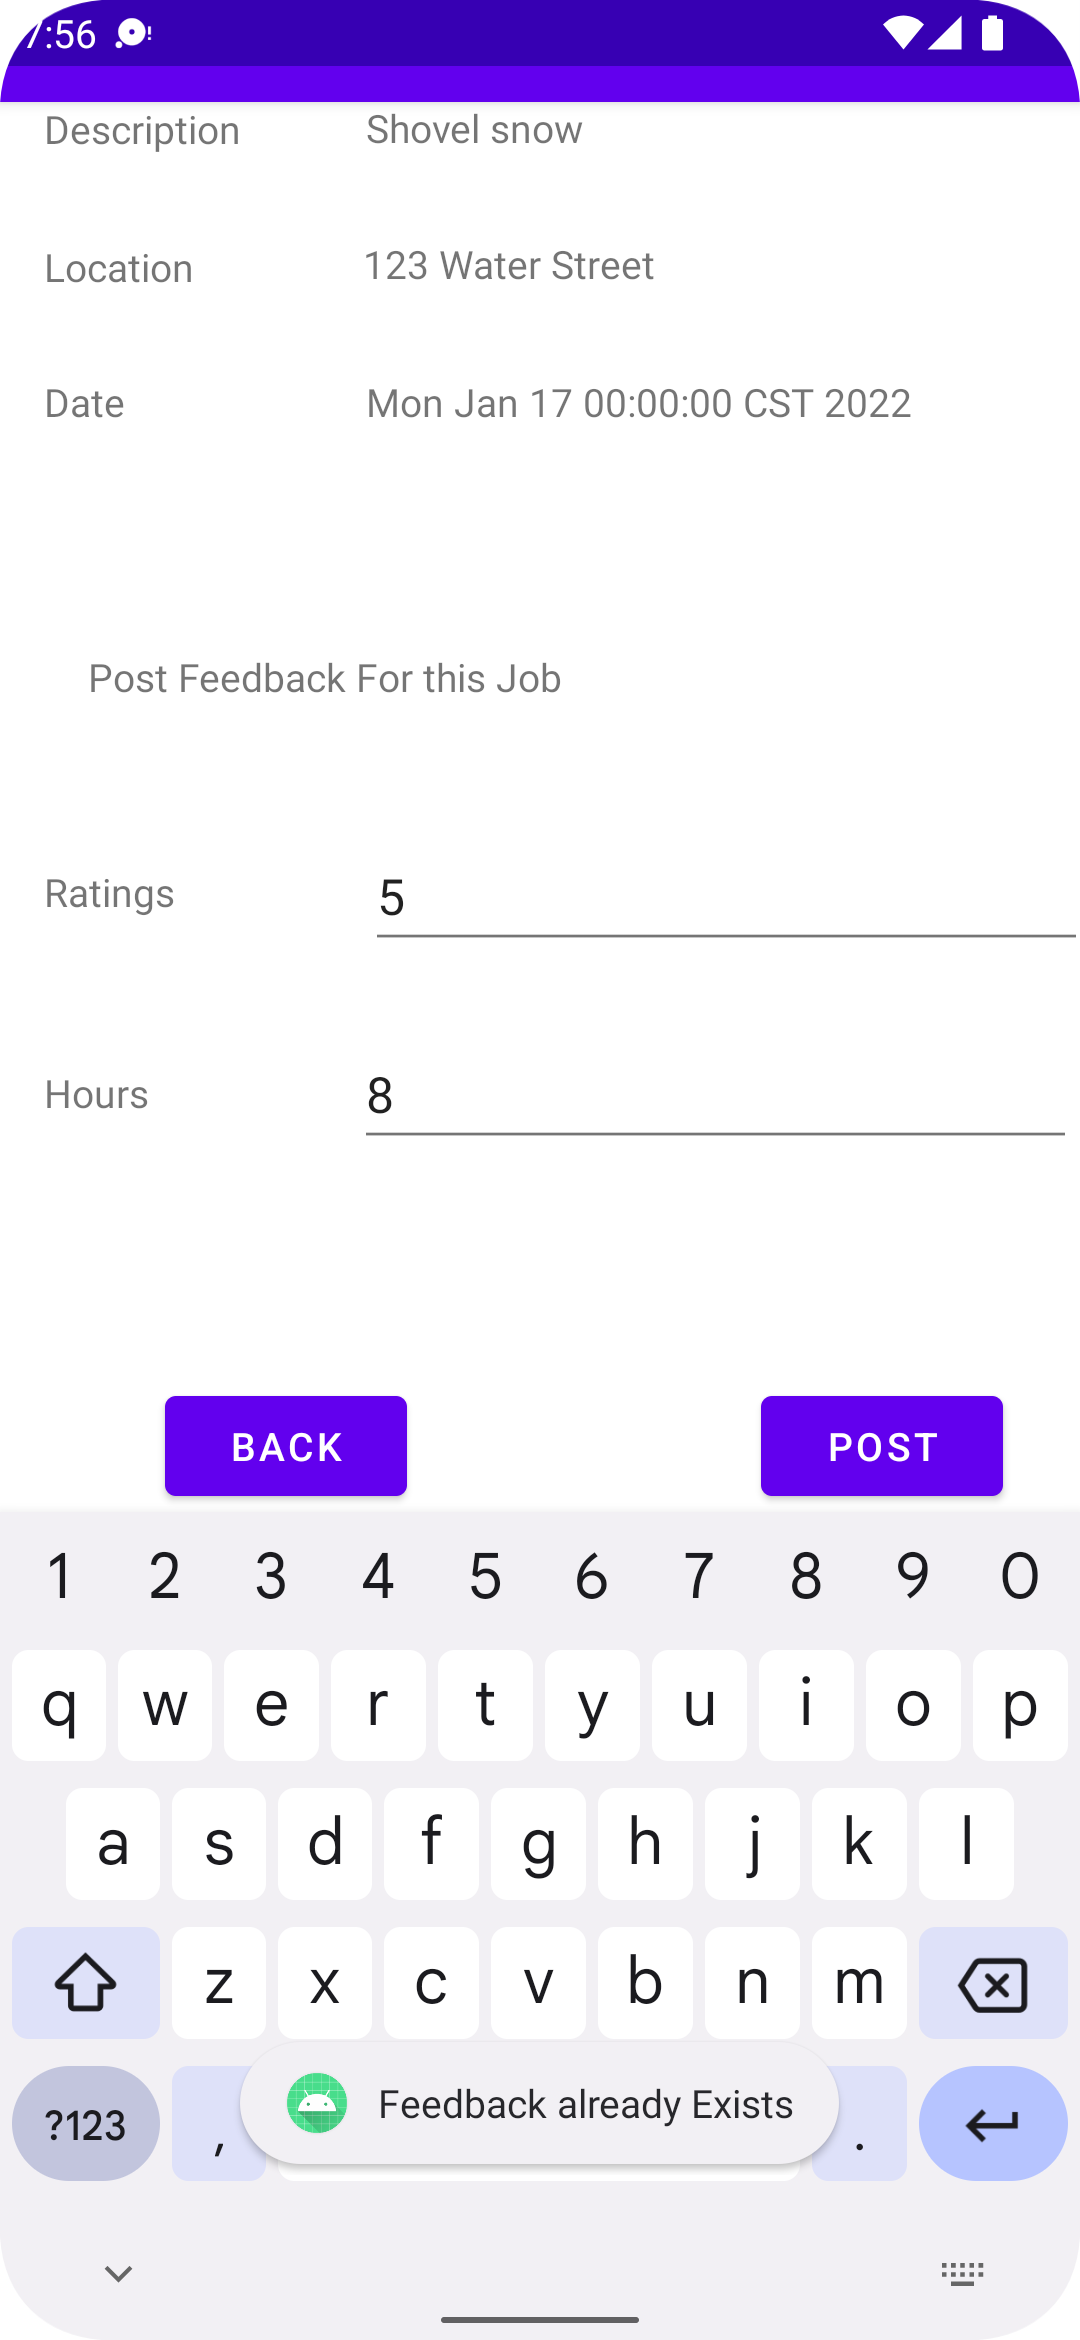 7:56
Description Shovel snow
Location 123 Water Street
Date Mon Jan 17 00:00:00 CST 2022
Post Feedback For this Job
Ratings 5
Hours 8
BACK POST
1 2 3 4 5 6 7 8 9 0
q w e r t y u i o p
a s d f g h j k l
z x c v b n m
?123 , Feedback already Exists .